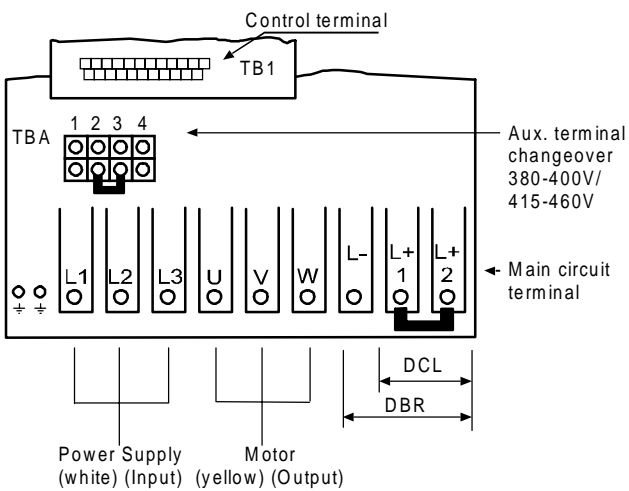 Control terminal
TB1
TBA
1 2 3 4
Aux. terminal
changeover
380-400V/
415-460V
L1 L2 L3 U V W L- L+ 1 L+ 2
Main circuit
terminal
DCL
DBR
Power Supply
(white) (Input)
Motor
(yellow) (Output)